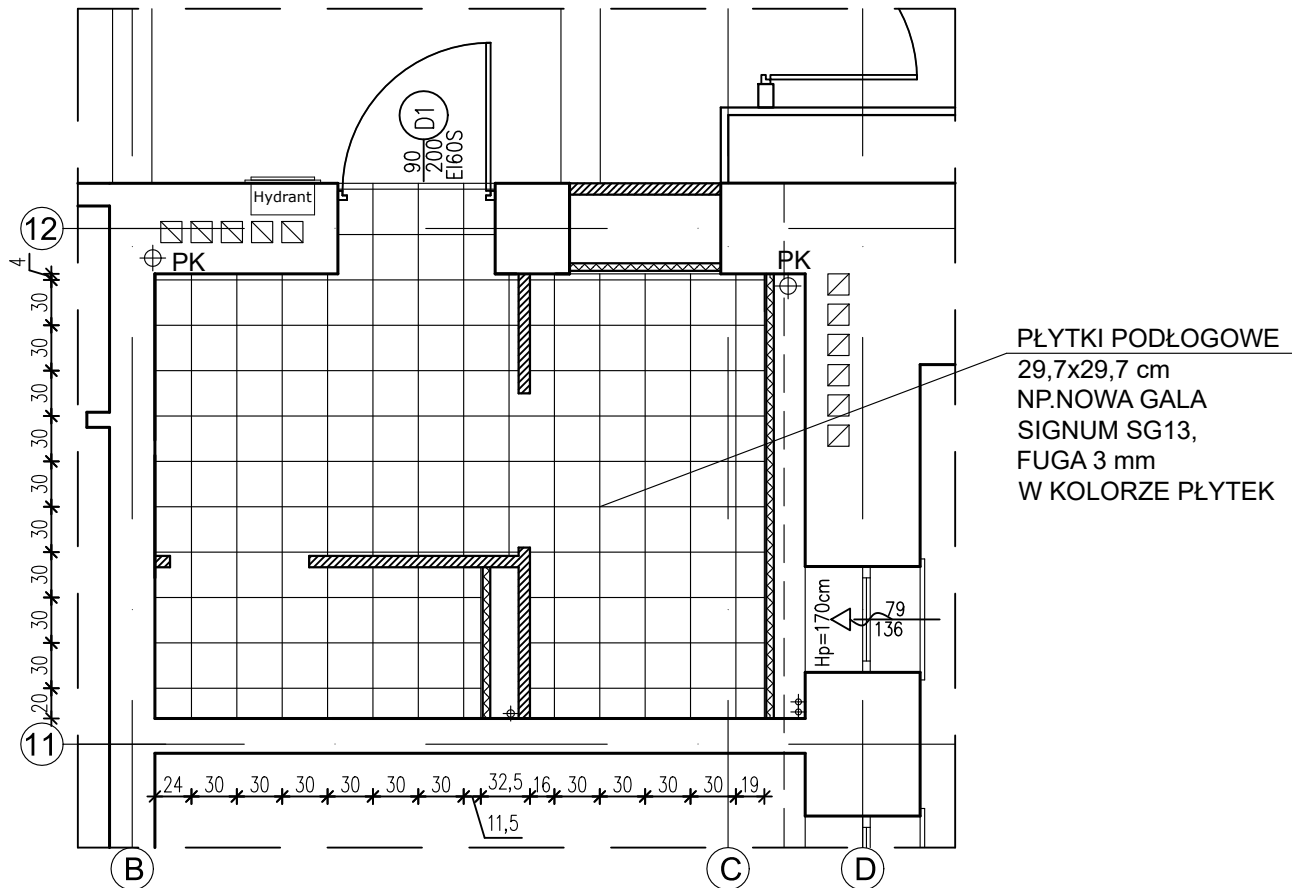 90
200
EI60S
D1
Hydrant
12
PK
PK
4
30
30
30
30
30
30
30
30
30
20
11
PŁYTKI PODŁOGOWE
29,7x29,7 cm
NP.NOWA GALA
SIGNUM SG13,
FUGA 3 mm
W KOLORZE PŁYTEK
Hp=170cm
79
136
24 30 30 30 30 30 30 32,5 16 30 30 30 30 19
11,5
B C D